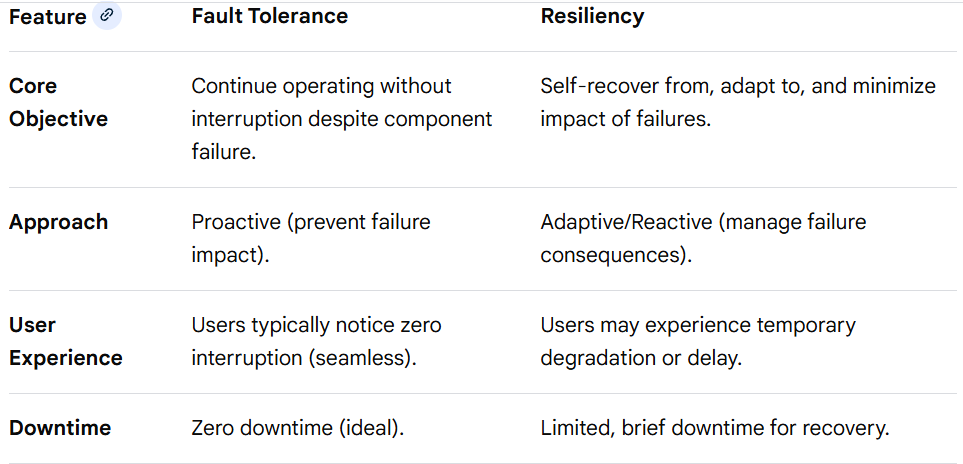 Feature Fault Tolerance Resiliency
Core Objective
Continue operating without
interruption despite component
failure.
Self-recover from, adapt to, and minimize
impact of failures.
Approach
Proactive (prevent failure
impact).
Adaptive/Reactive (manage failure
consequences).
User
Experience
Users typically notice zero
interruption (seamless).
Users may experience temporary
degradation or delay.
Downtime
Zero downtime (ideal).
Limited, brief downtime for recovery.